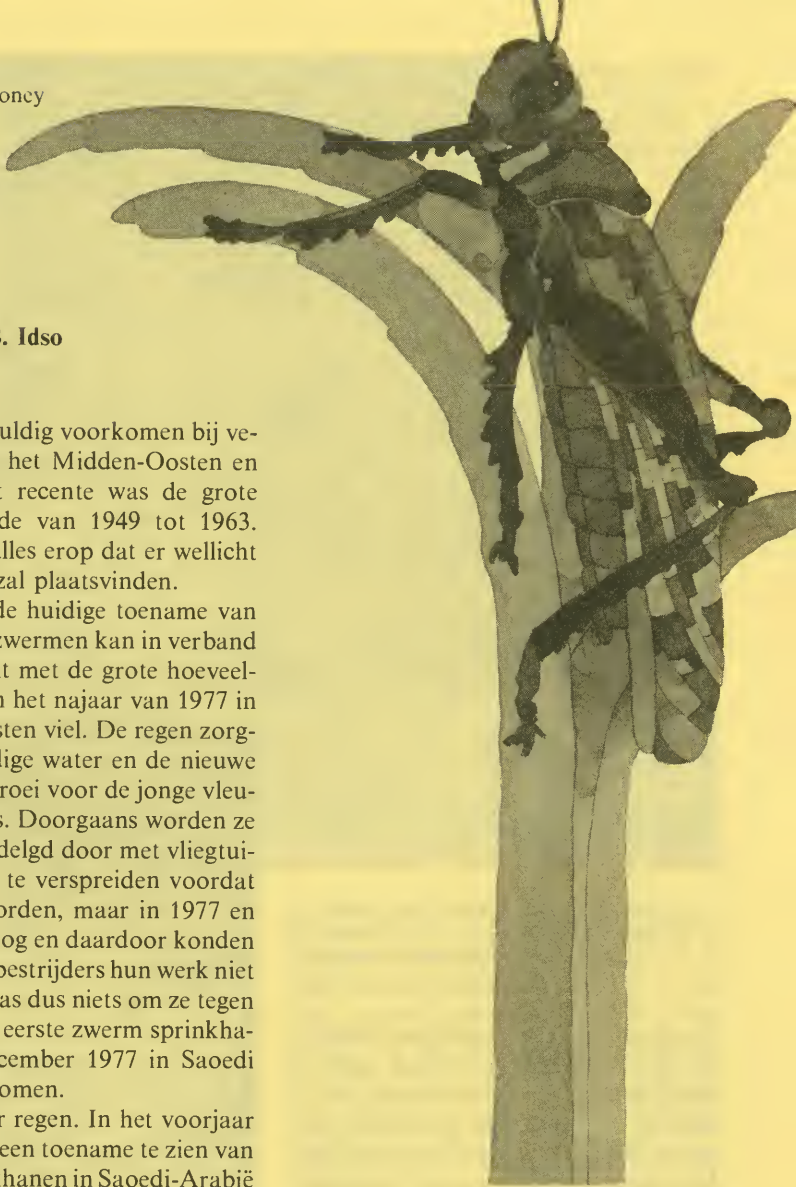 oney
. Idso
uldig voorkomen bij ve-
het Midden-Oosten en
t recente was de grote
de van 1949 tot 1963.
alles erop dat er wellicht
zal plaatsvinden.
de huidige toename van
zwermen kan in verband
t met de grote hoeveel-
n het najaar van 1977 in
sten viel. De regen zorg-
lige water en de nieuwe
roei voor de jonge vleu-
s. Doorgaans worden ze
delgd door met vliegtui-
te verspreiden voordat
orden, maar in 1977 en
og en daardoor konden
bestrijders hun werk niet
as dus niets om ze tegen
eerste zwerm sprinkha-
cember 1977 in Saoedi
omen.
r regen. In het voorjaar
een toename te zien van
hanen in Saoedi-Arabië